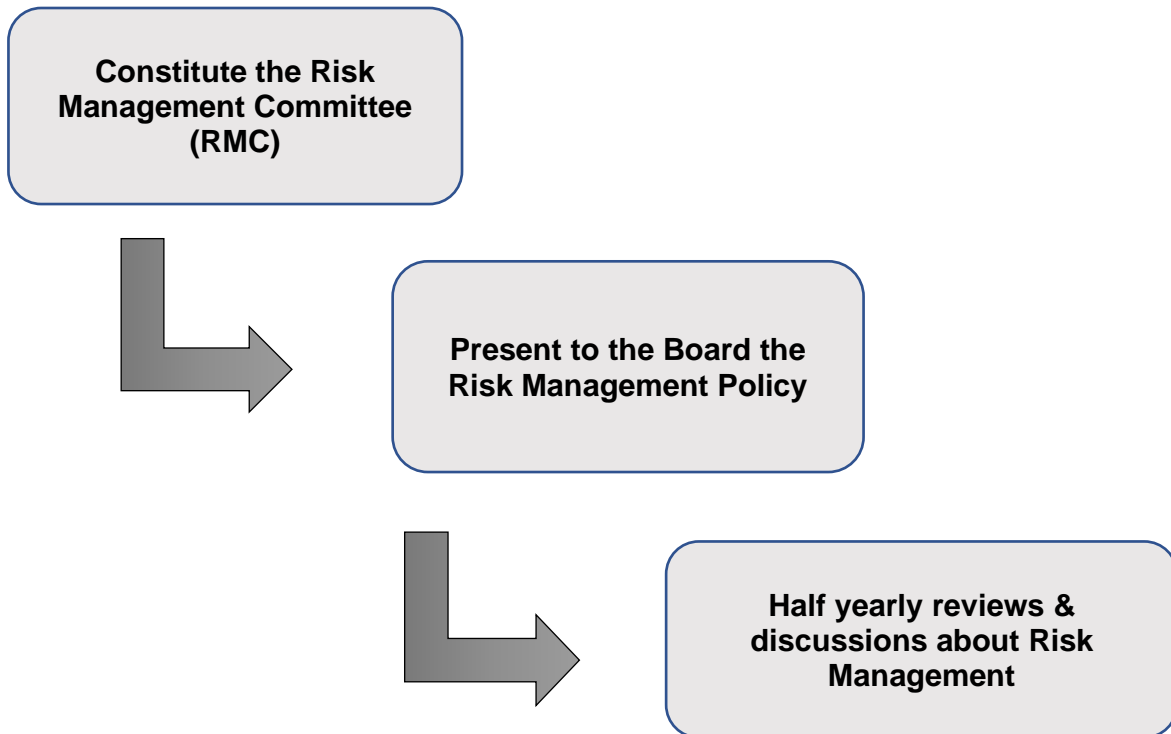 Constitute the Risk
Management Committee
(RMC)
Present to the Board the
Risk Management Policy
Half yearly reviews &
discussions about Risk
Management